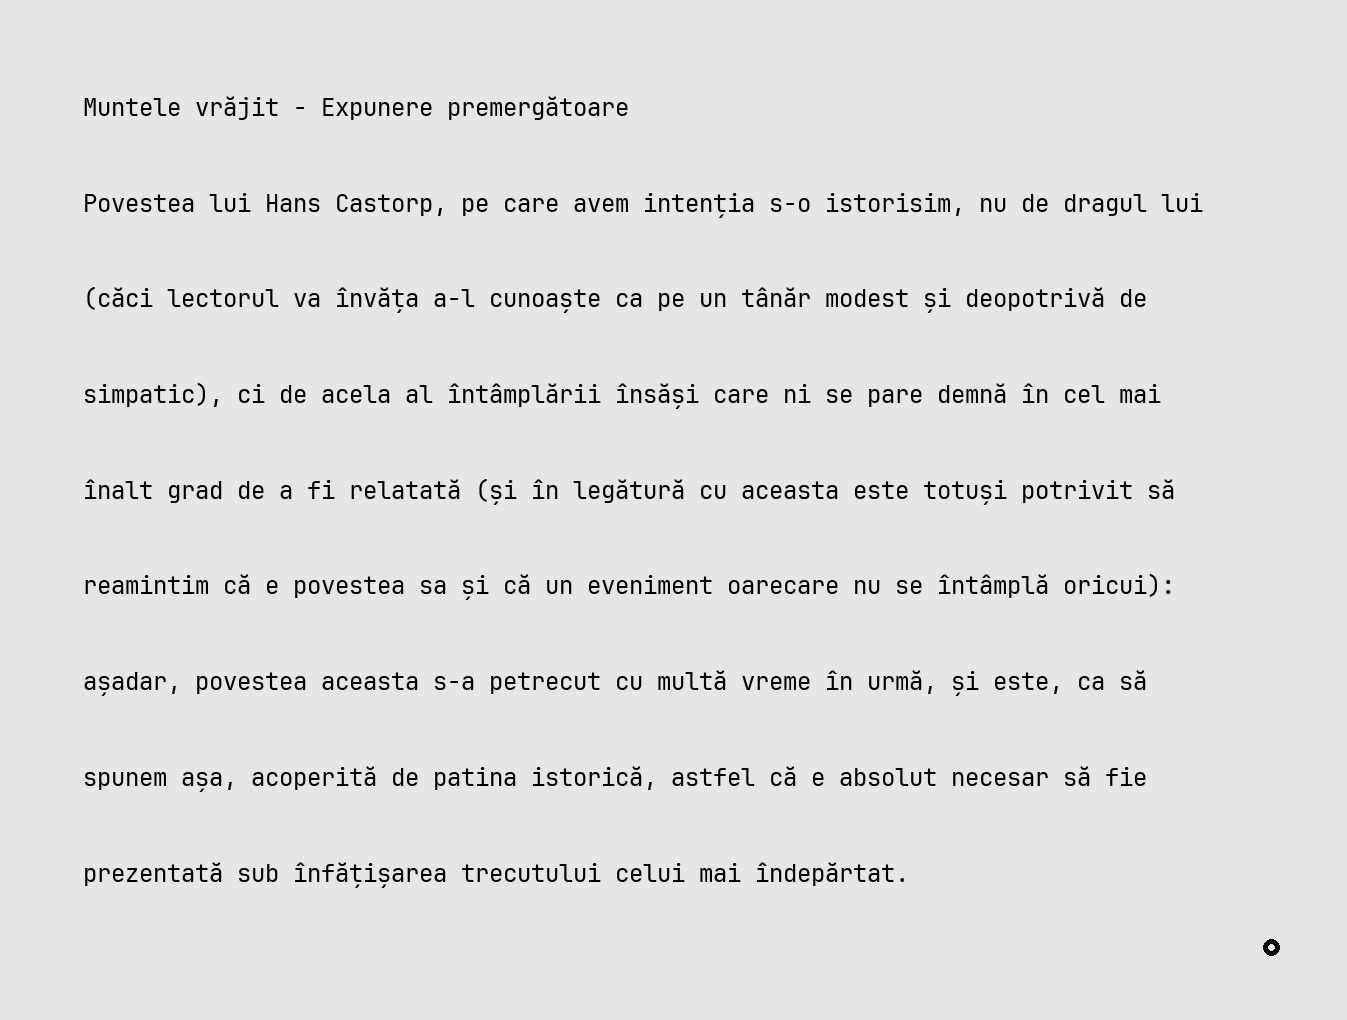 Muntele vrăjit - Expunere premergătoare
Povestea lui Hans Castorp, pe care avem intenția s-o istorisim, nu de dragul lui
(căci lectorul va învăța a-l cunoaște ca pe un tânăr modest și deopotrivă de
simpatic), ci de acela al întâmplării însăși care ni se pare demnă în cel mai
înalt grad de a fi relatată (și în legătură cu aceasta este totuși potrivit să
reamintim că e povestea sa și că un eveniment oarecare nu se întâmplă oricui):
așadar, povestea aceasta s-a petrecut cu multă vreme în urmă, și este, ca să
spunem așa, acoperită de patina istorică, astfel că e absolut necesar să fie
prezentată sub înfățișarea trecutului celui mai îndepărtat.